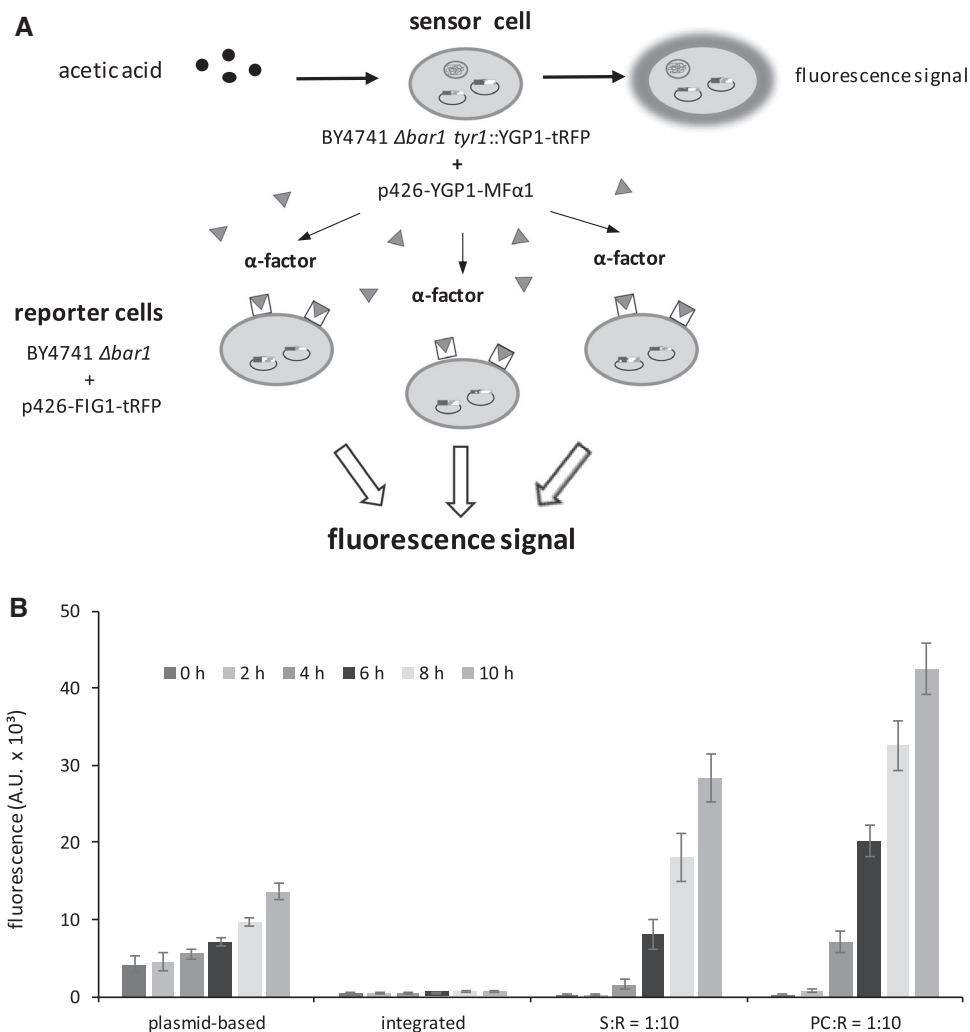 A
sensor cell
acetic acid
fluorescence signal
BY4741 Δbar1 tyr1::YGP1-tRFP
+
p426-YGP1-MFα1
α-factor
α-factor
α-factor
reporter cells
BY4741 Δbar1
+
p426-FIG1-tRFP
fluorescence signal
B
fluorescence (A.U. x 10³)
50
40
30
20
10
0
0 h 2 h 4 h 6 h 8 h 10 h
plasmid-based integrated S:R = 1:10 PC:R = 1:10